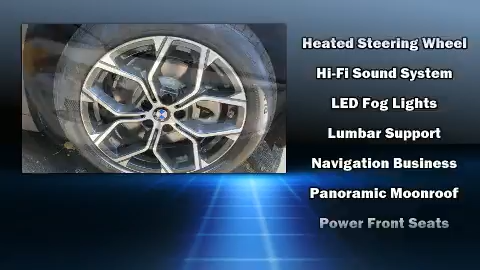 Heated Steering Wheel
Hi-Fi Sound System
LED Fog Lights
Lumbar Support
Navigation Business
Panoramic Moonroof
Power Front Seats